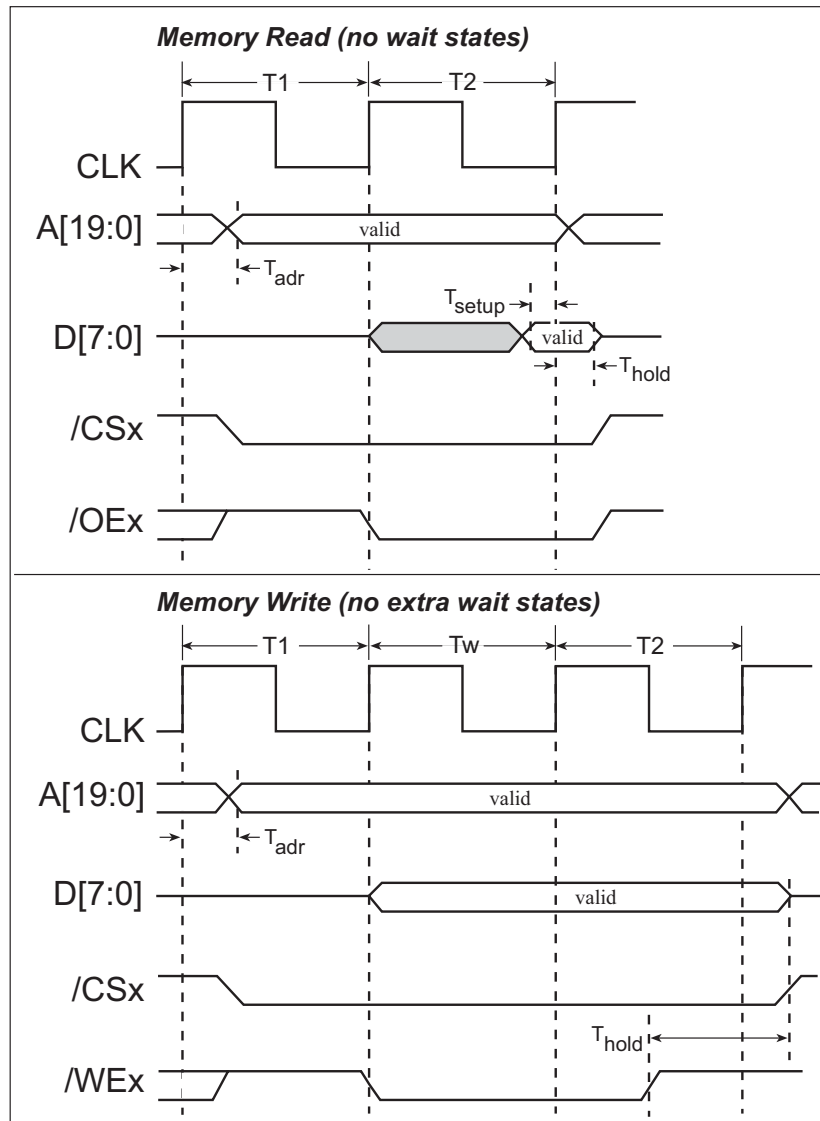 Memory Read (no wait states)
T1 T2
CLK
A[19:0] valid
Tadr
Tsetup
D[7:0] valid
Thold
/CSx
/OEx
Memory Write (no extra wait states)
T1 Tw T2
CLK
A[19:0] valid
Tadr
D[7:0] valid
/CSx
Thold
/WEx